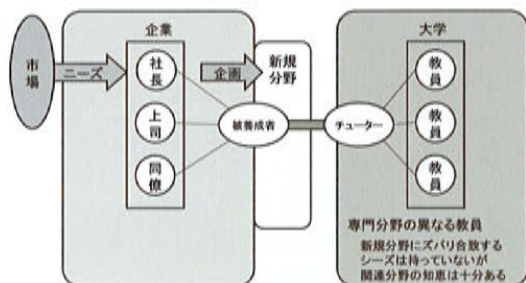 企業
大学
市場
ニーズ
社長
上司
同僚
企画
新規
分野
被養成者
チューター
教員
教員
教員
専門分野の異なる教員
新規分野にズバリ合致する
シーズは持っていないが
関連分野の知恵は十分ある